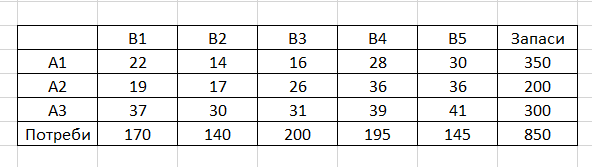 B1 B2 B3 B4 B5 Запаси
A1 22 14 16 28 30 350
A2 19 17 26 36 36 200
A3 37 30 31 39 41 300
Потреби 170 140 200 195 145 850